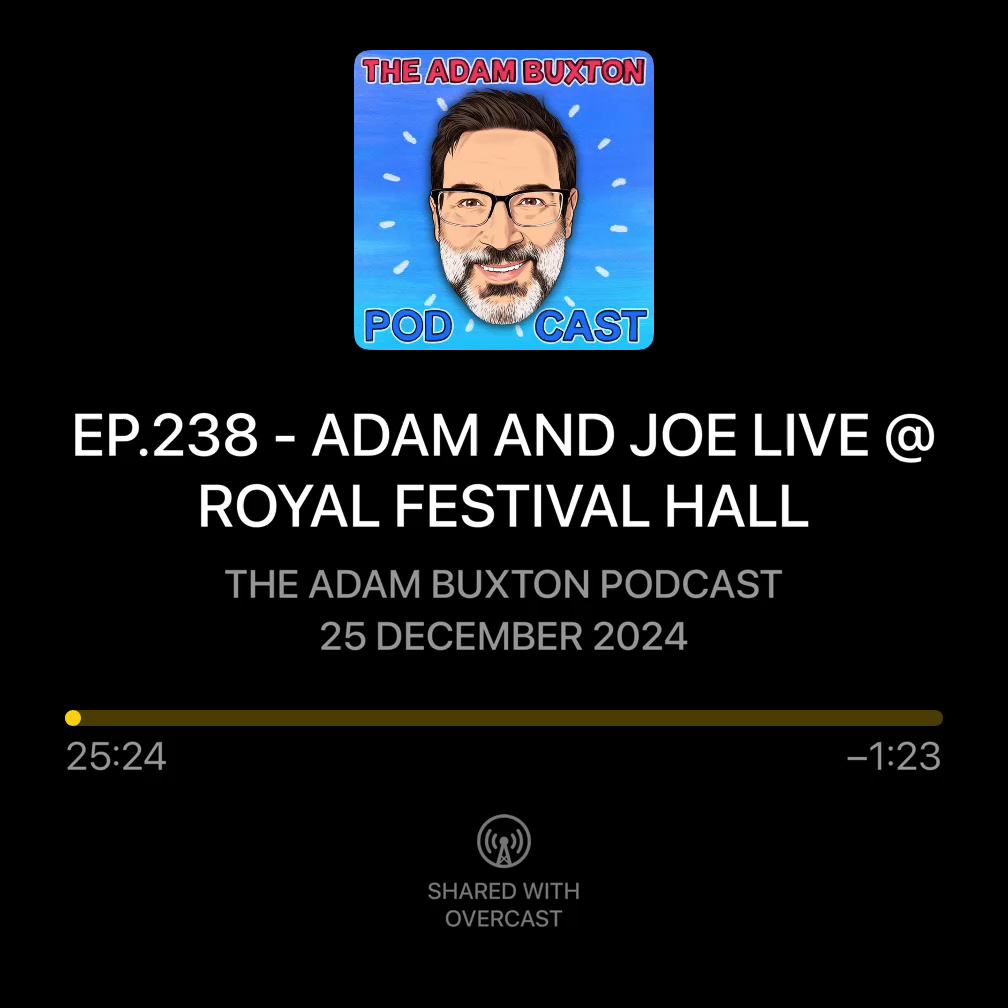 THE ADAM BUXTON
POD CAST
EP.238 - ADAM AND JOE LIVE @
ROYAL FESTIVAL HALL
THE ADAM BUXTON PODCAST
25 DECEMBER 2024
25:24 –1:23
SHARED WITH
OVERCAST